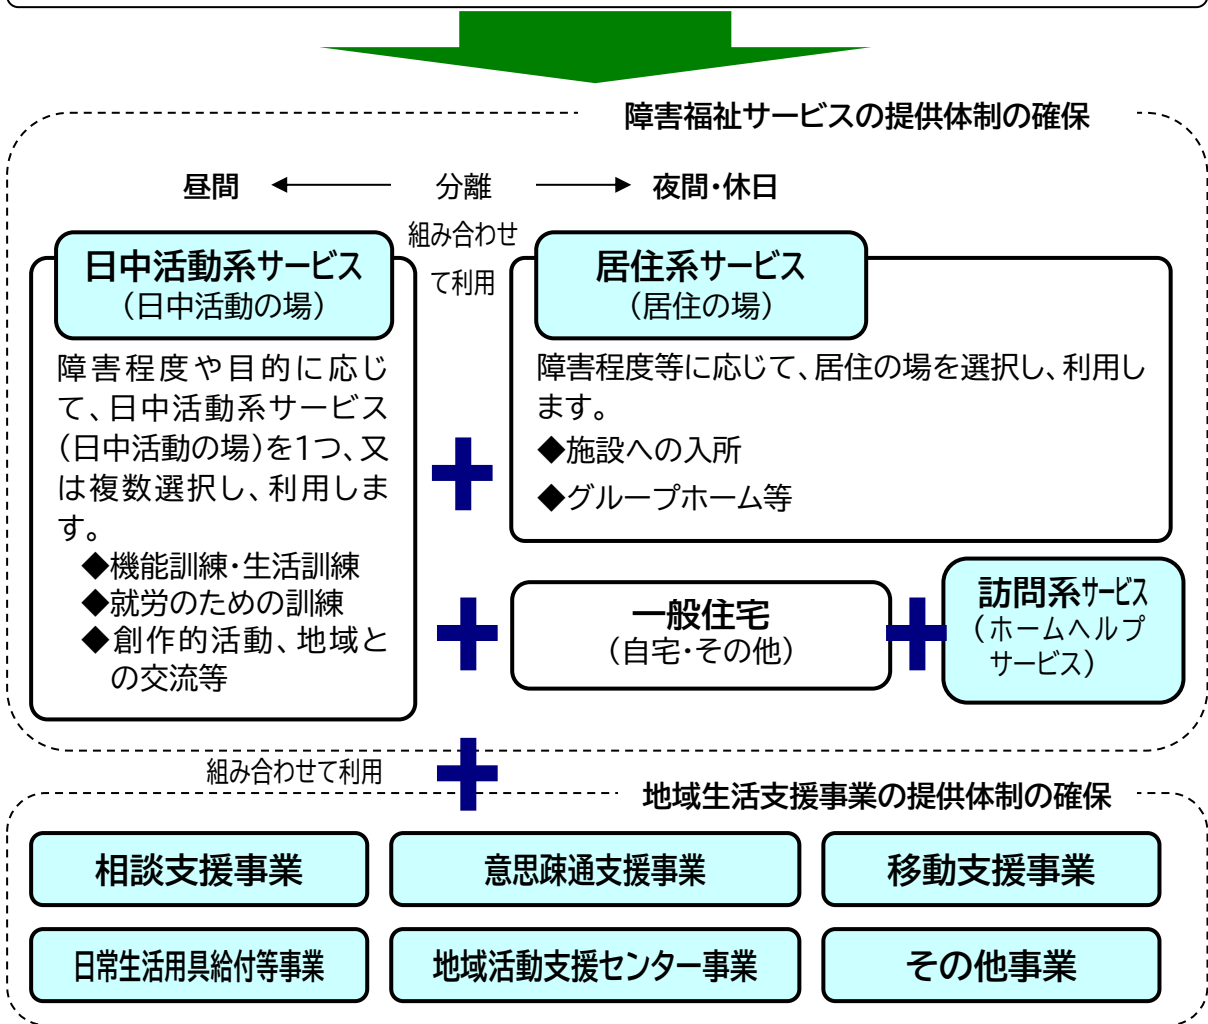 障害福祉サービスの提供体制の確保
昼間
分離
夜間・休日
組み合わせ
て利用
日中活動系サービス
（日中活動の場）
障害程度や目的に応じ
て、日中活動系サービス
（日中活動の場）を1つ、又
は複数選択し、利用しま
す。
◆機能訓練・生活訓練
◆就労のための訓練
◆創作的活動、地域と
の交流等
居住系サービス
（居住の場）
障害程度等に応じて、居住の場を選択し、利用し
ます。
◆施設への入所
◆グループホーム等
一般住宅
（自宅・その他）
訪問系サービス
（ホームヘルプ
サービス）
組み合わせて利用
地域生活支援事業の提供体制の確保
相談支援事業
意思疎通支援事業
移動支援事業
日常生活用具給付等事業
地域活動支援センター事業
その他事業